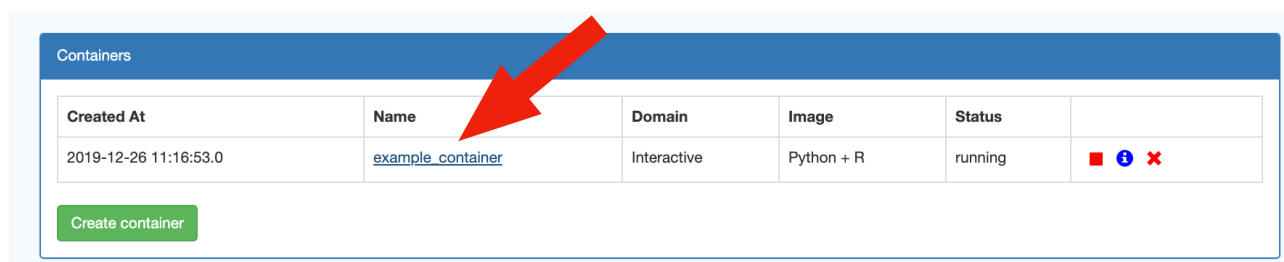 Containers
Created At Name Domain Image Status
2019-12-26 11:16:53.0 example_container Interactive Python + R running
Create container